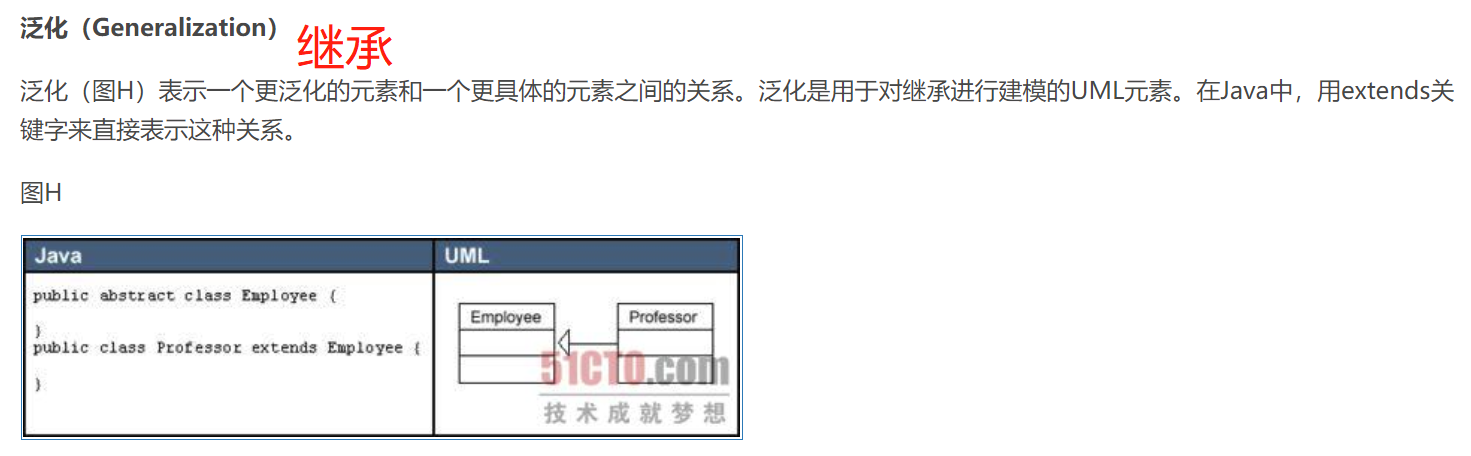 泛化（Generalization）
继承
泛化（图H）表示一个更泛化的元素和一个更具体的元素之间的关系。泛化是用于对继承进行建模的UML元素。在Java中，用extends关
键字来直接表示这种关系。
图H
Java
UML
public abstract class Employee {
}
public class Professor extends Employee {
}
Employee
Professor
51CTO.com
技术成就梦想